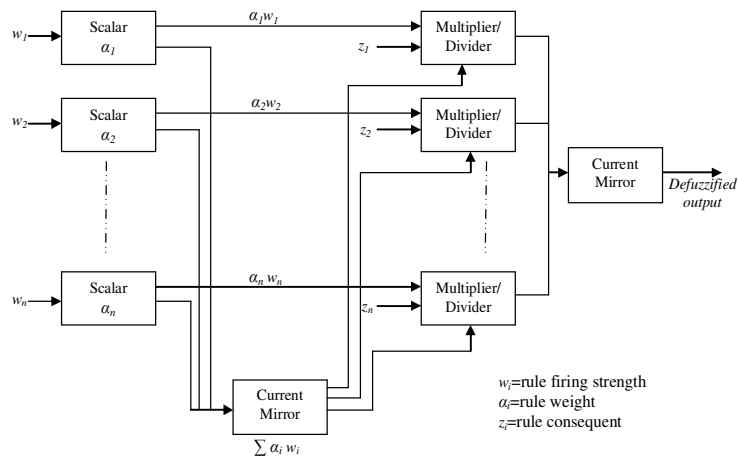 w1
Scalar
α1
α1w1
z1
Multiplier/
Divider
w2
Scalar
α2
α2w2
z2
Multiplier/
Divider
Current
Mirror
Defuzzified
output
wn
Scalar
αn
αn wn
zn
Multiplier/
Divider
Current
Mirror
∑ αi wi
wi=rule firing strength
αi=rule weight
zi=rule consequent